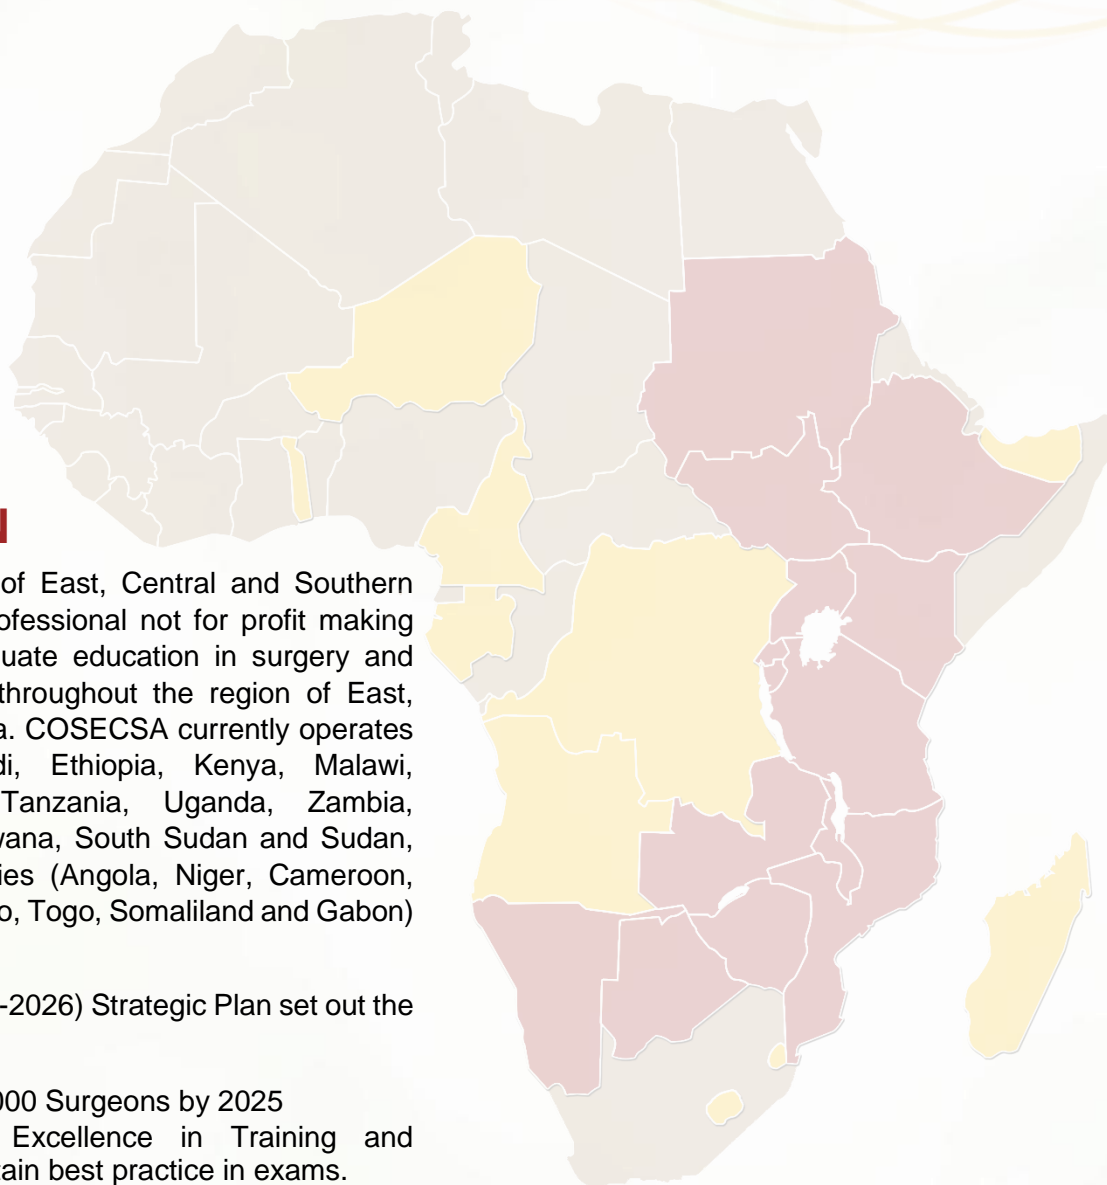 of East, Central and Southern
ofessional not for profit making
uate education in surgery and
throughout the region of East,
a. COSECSA currently operates
di, Ethiopia, Kenya, Malawi,
Tanzania, Uganda, Zambia,
wana, South Sudan and Sudan,
ies (Angola, Niger, Cameroon,
o, Togo, Somaliland and Gabon)
-2026) Strategic Plan set out the
000 Surgeons by 2025
Excellence in Training and
tain best practice in exams.